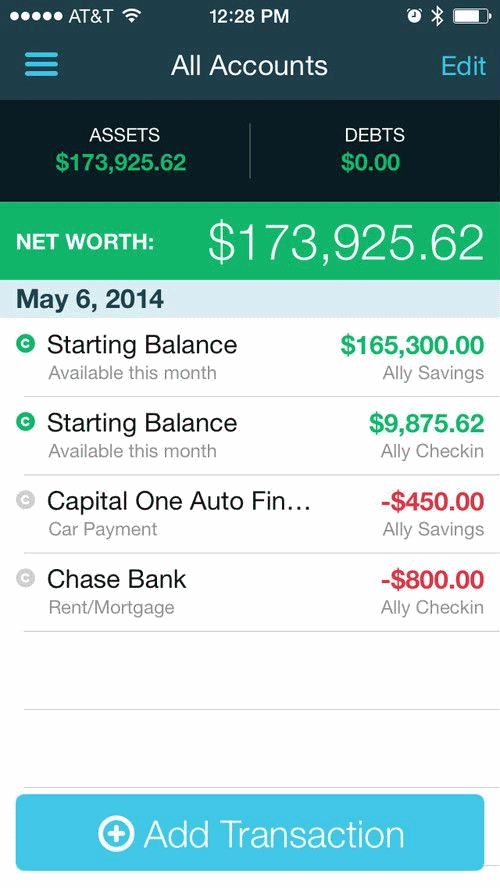 AT&T 12:28 PM
All Accounts Edit
ASSETS DEBTS
$173,925.62 $0.00
NET WORTH: $173,925.62
May 6, 2014
C Starting Balance $165,300.00
Available this month Ally Savings
C Starting Balance $9,875.62
Available this month Ally Checkin
C Capital One Auto Fin... -$450.00
Car Payment Ally Savings
C Chase Bank -$800.00
Rent/Mortgage Ally Checkin
Add Transaction